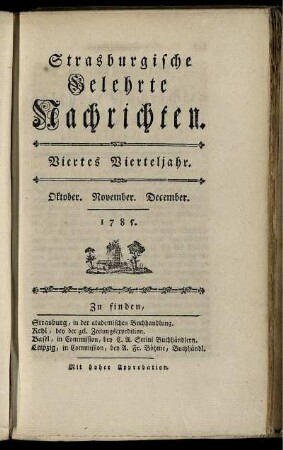 Strasburgische
Gelehrte
Nachrichten.
Viertes Vierteljahr.
Oktober. November. December.
1785.
Zu finden,
Strasburg, in der akademischen Buchhandlung.
Kehl, bey der gel. Zeitungsexpedition.
Basel, in Commission, bey C. A. Serini Buchhändlern.
Leipzig, in Commission, bey A. Fr. Böhme, Buchhändl.
Mit hoher Approbation.